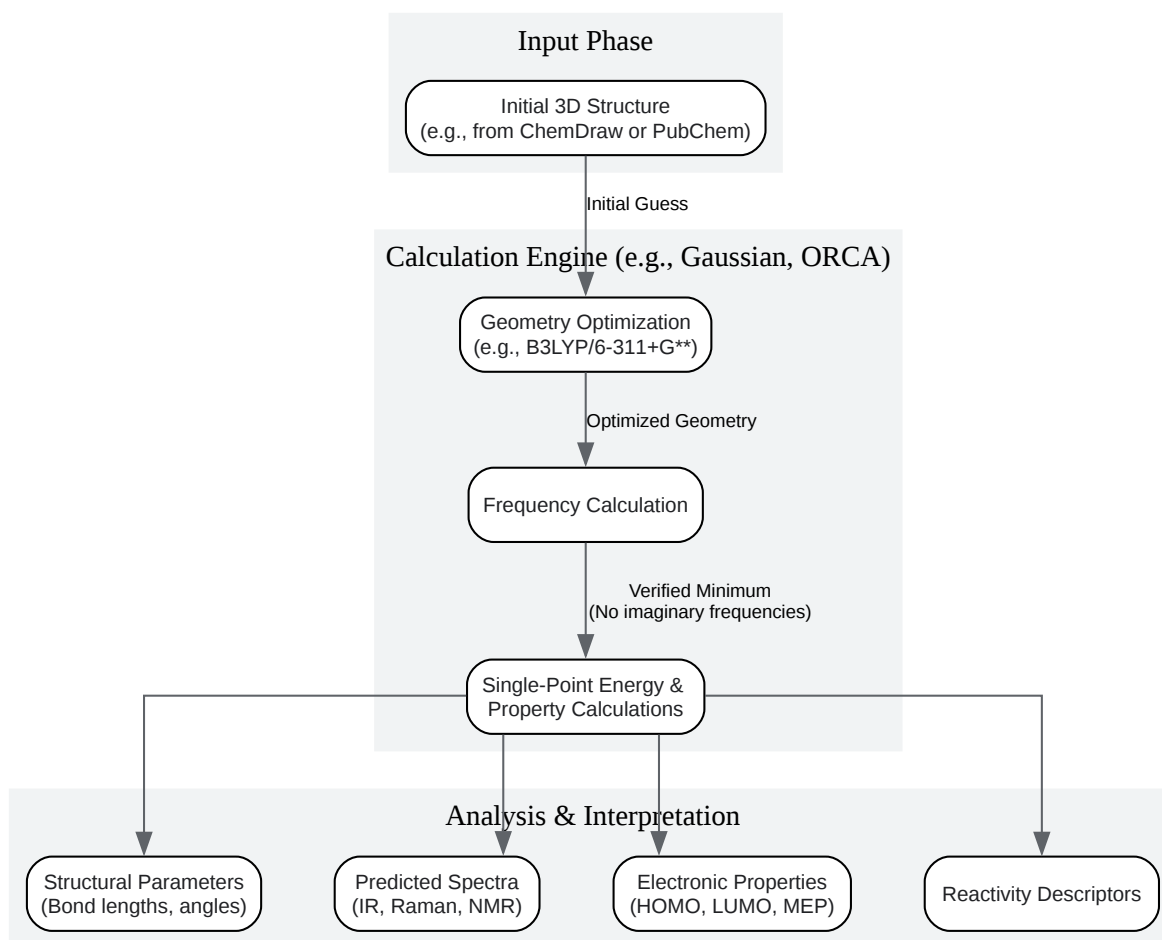 Input Phase
Initial 3D Structure
(e.g., from ChemDraw or PubChem)
Initial Guess
Calculation Engine (e.g., Gaussian, ORCA)
Geometry Optimization
(e.g., B3LYP/6-311+G**)
Optimized Geometry
Frequency Calculation
Verified Minimum
(No imaginary frequencies)
Single-Point Energy &
Property Calculations
Analysis & Interpretation
Structural Parameters
(Bond lengths, angles)
Predicted Spectra
(IR, Raman, NMR)
Electronic Properties
(HOMO, LUMO, MEP)
Reactivity Descriptors